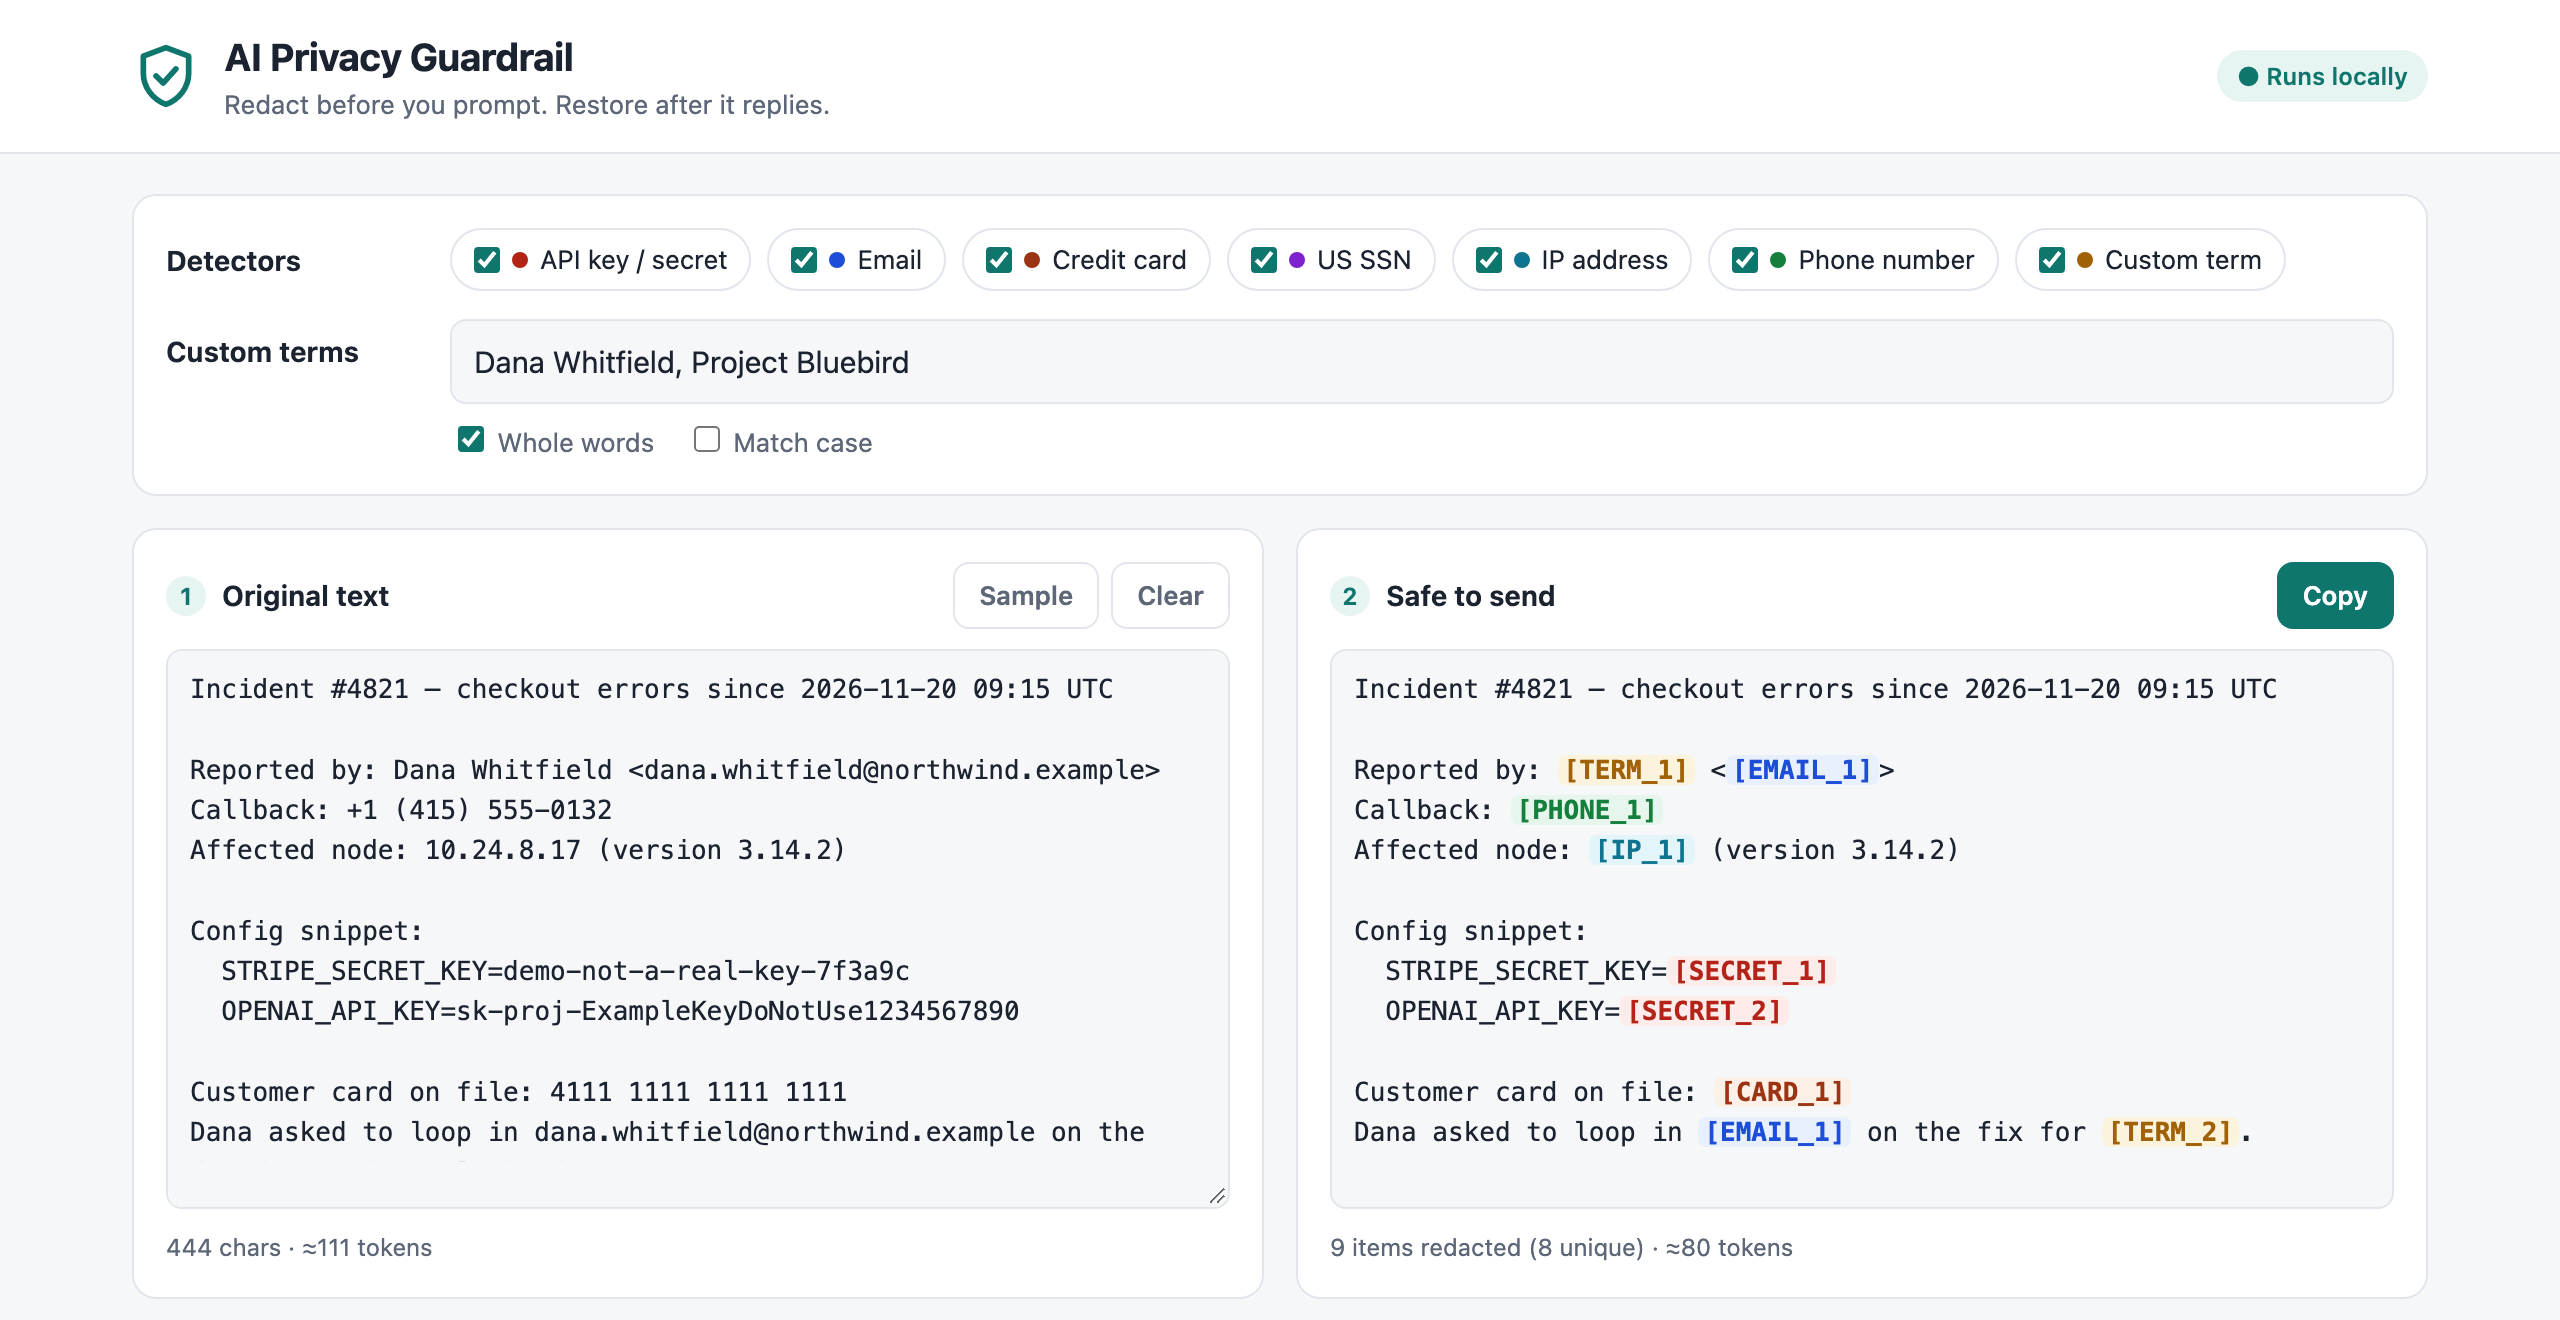 AI Privacy Guardrail
Redact before you prompt. Restore after it replies.
Runs locally
Detectors
API key / secret
Email
Credit card
US SSN
IP address
Phone number
Custom term
Custom terms
Dana Whitfield, Project Bluebird
Whole words
Match case
1 Original text
Sample
Clear
Incident #4821 — checkout errors since 2026-11-20 09:15 UTC
Reported by: Dana Whitfield <dana.whitfield@northwind.example>
Callback: +1 (415) 555-0132
Affected node: 10.24.8.17 (version 3.14.2)
Config snippet:
STRIPE_SECRET_KEY=demo-not-a-real-key-7f3a9c
OPENAI_API_KEY=sk-proj-ExampleKeyDoNotUse1234567890
Customer card on file: 4111 1111 1111 1111
Dana asked to loop in dana.whitfield@northwind.example on the
444 chars · ≈111 tokens
2 Safe to send
Copy
Incident #4821 — checkout errors since 2026-11-20 09:15 UTC
Reported by: [TERM_1] <[EMAIL_1]>
Callback: [PHONE_1]
Affected node: [IP_1] (version 3.14.2)
Config snippet:
STRIPE_SECRET_KEY=[SECRET_1]
OPENAI_API_KEY=[SECRET_2]
Customer card on file: [CARD_1]
Dana asked to loop in [EMAIL_1] on the fix for [TERM_2].
9 items redacted (8 unique) · ≈80 tokens